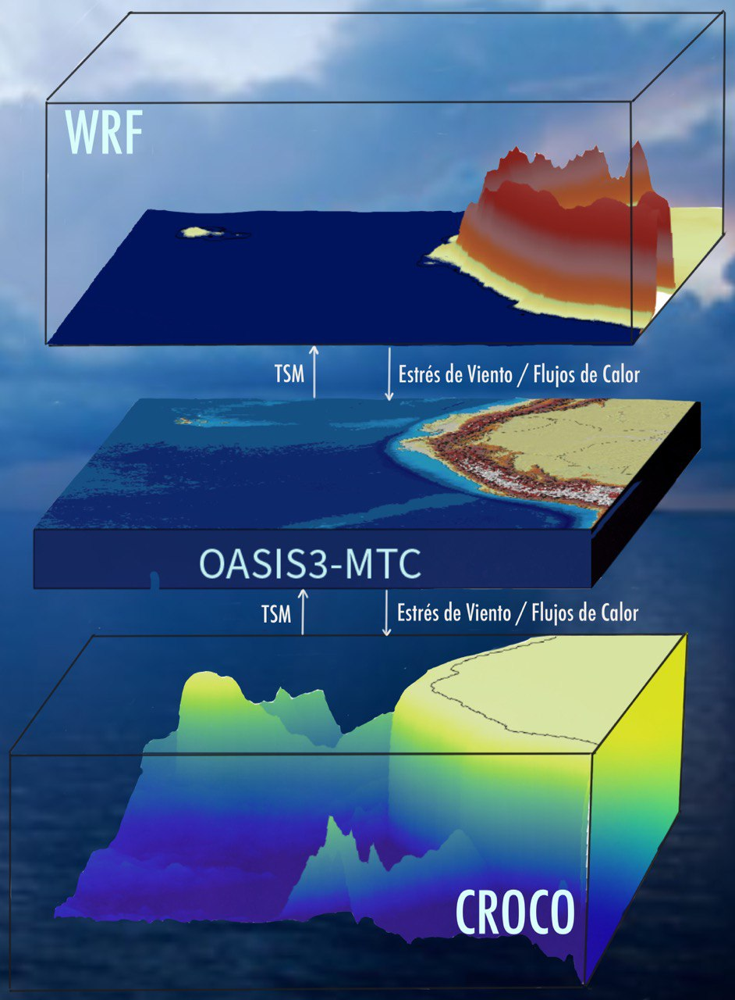 WRF
TSM
Estrés de Viento / Flujos de Calor
OASIS3-MTC
TSM
Estrés de Viento / Flujos de Calor
CROCO